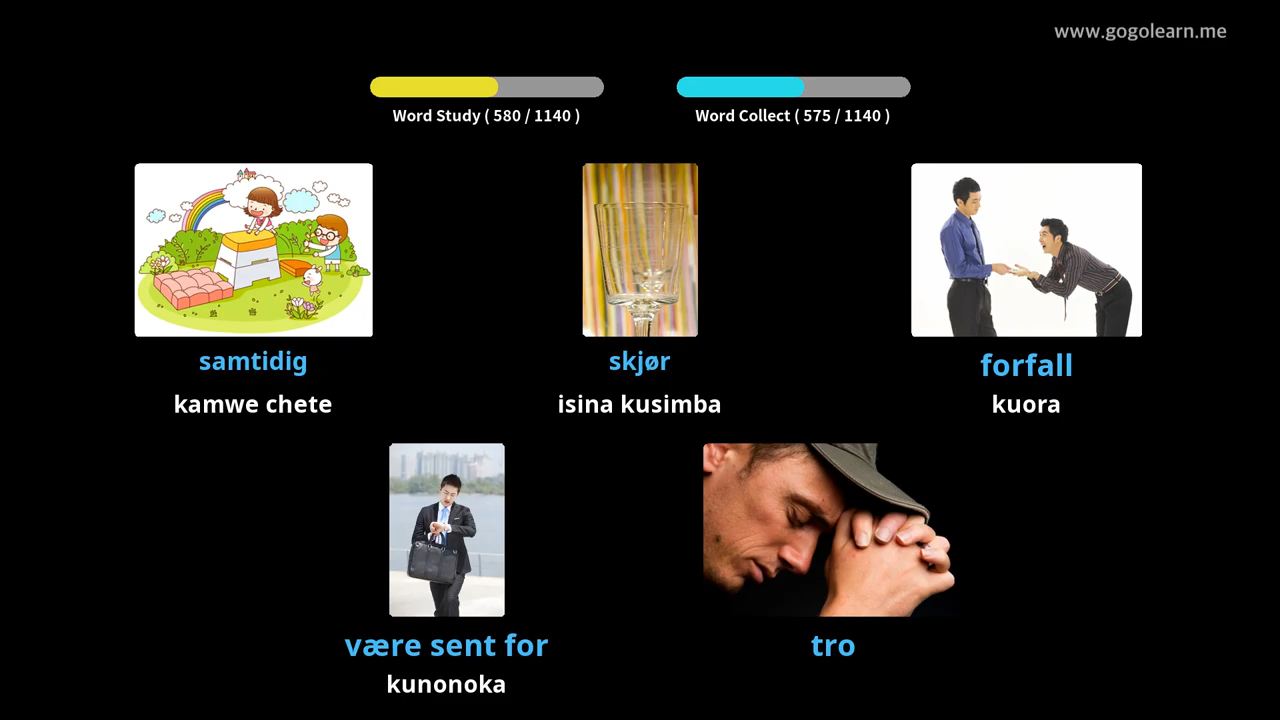 www.gogolearn.me
Word Study ( 580 / 1140 )
Word Collect ( 575 / 1140 )
samtidig
kamwe chete
skjør
isina kusimba
forfall
kuora
være sent for
kunonoka
tro